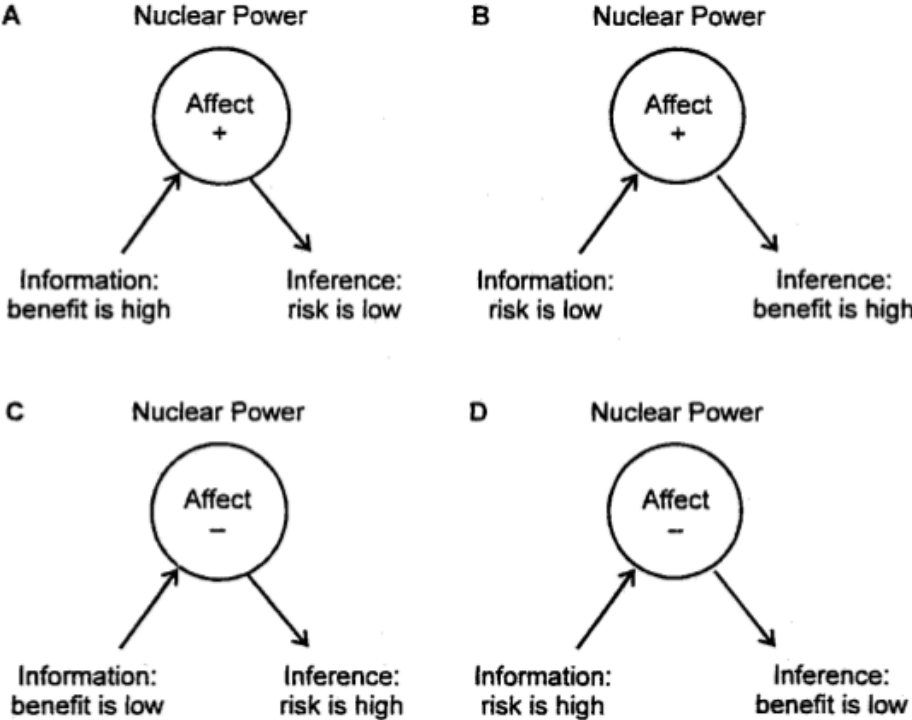 A Nuclear Power
Affect
+
Information:
benefit is high
Inference:
risk is low
B Nuclear Power
Affect
+
Information:
risk is low
Inference:
benefit is high
C Nuclear Power
Affect
–
Information:
benefit is low
Inference:
risk is high
D Nuclear Power
Affect
–
Information:
risk is high
Inference:
benefit is low